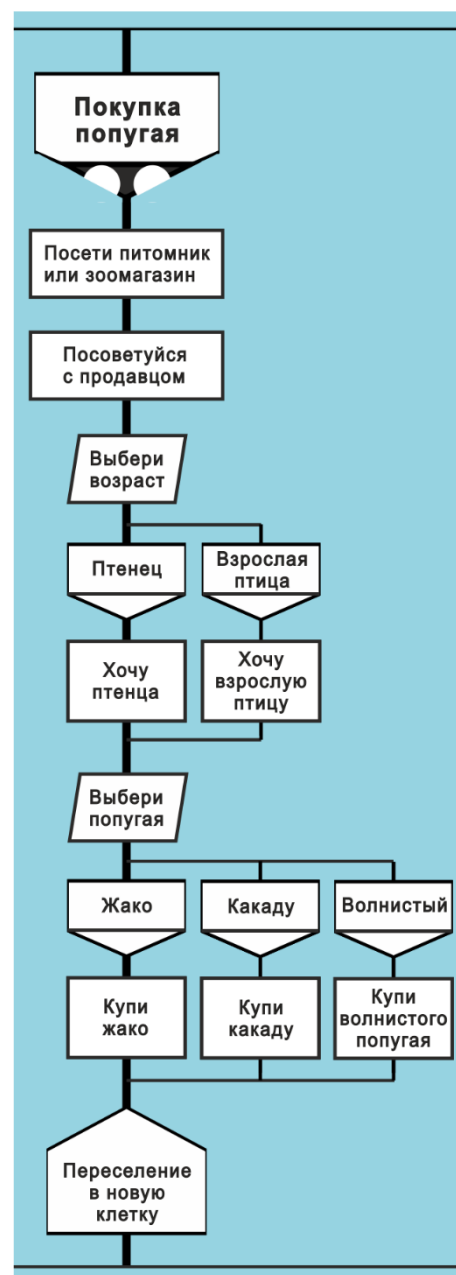 Покупка
попугая
Посети питомник
или зоомагазин
Посоветуйся
с продавцом
Выбери
возраст
Птенец
Взрослая
птица
Хочу
птенца
Хочу
взрослую
птицу
Выбери
попугая
Жако
Какаду
Волнистый
Купи
жако
Купи
какаду
Купи
волнистого
попугая
Переселение
в новую
клетку